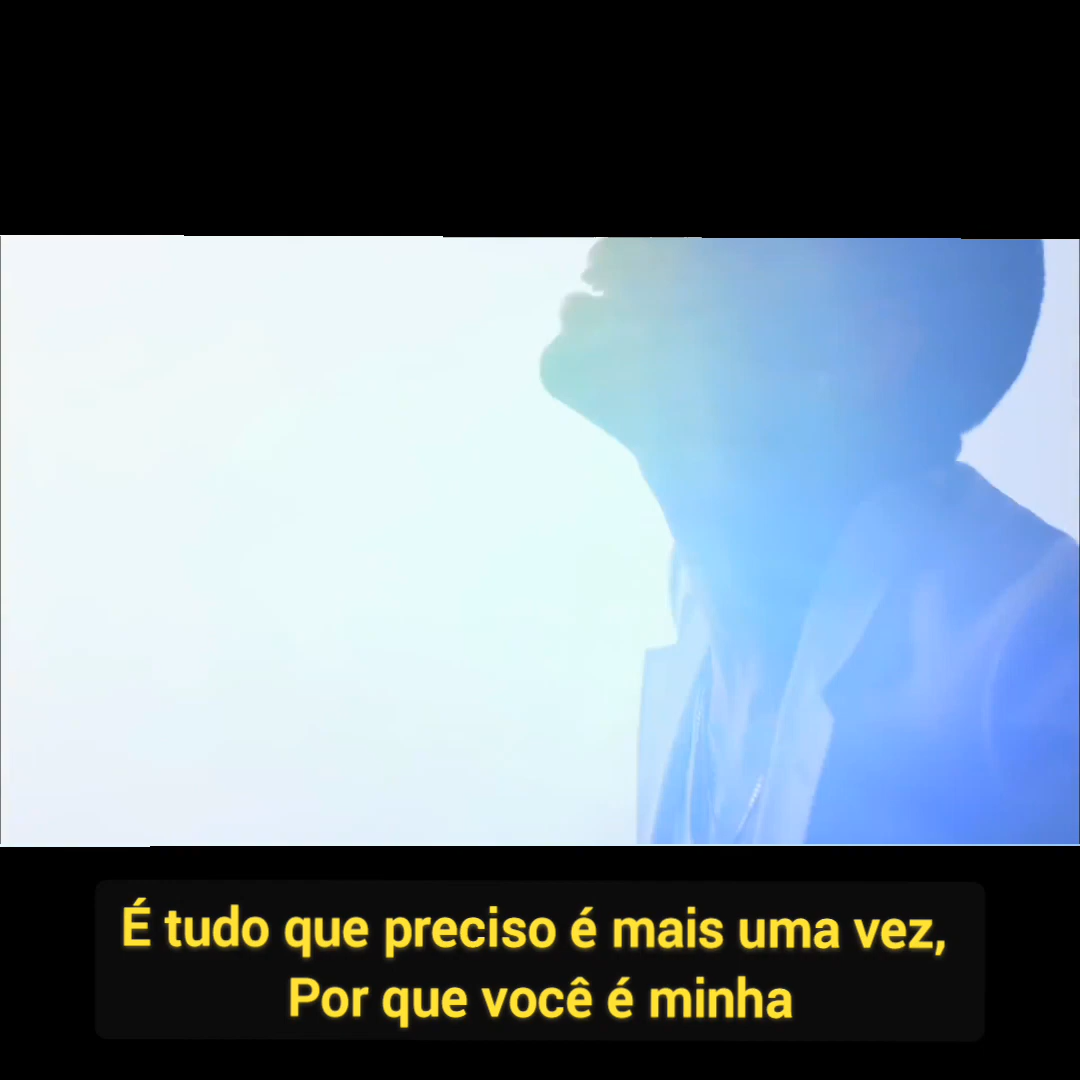 É tudo que preciso é mais uma vez,
Por que você é minha